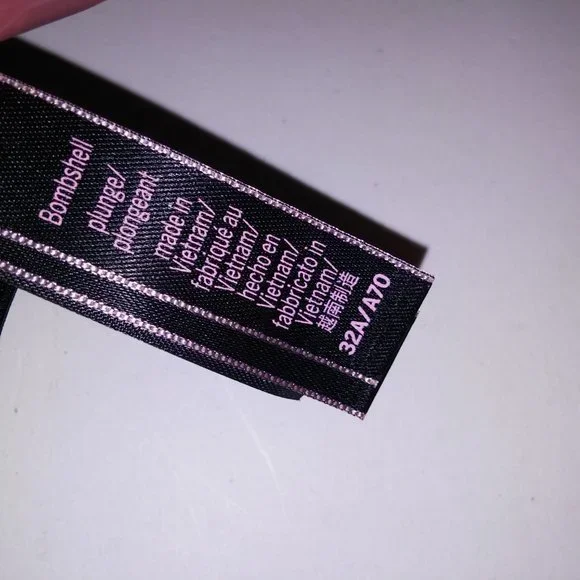 Bombshell
plunge/
plongeant
made in
Vietnam/
fabriqué au
Vietnam/
hecho en
Vietnam/
fabbricato in
Vietnam/
越南制造
32A/A70